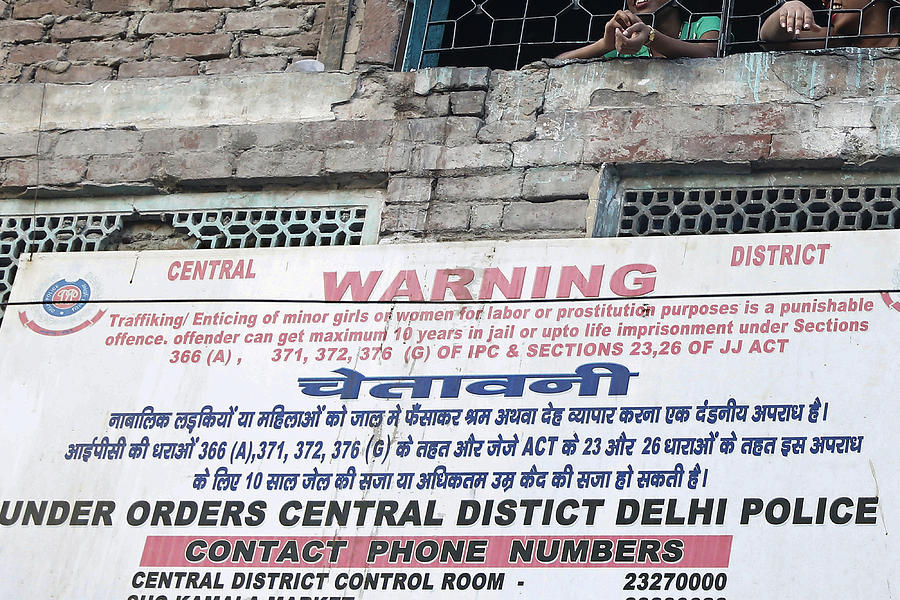 CENTRAL DISTRICT
WARNING
Traffiking/ Enticing of minor girls or women for labor or prostitution purposes is a punishable
offence. offender can get maximum 10 years in jail or upto life imprisonment under Sections
366 (A) , 371, 372, 376 (G) OF IPC & SECTIONS 23,26 OF JJ ACT
चेतावनी
नाबालिक लड़कियों या महिलाओं को जाल मे फँसाकर श्रम अथवा देह व्यापार करना एक दंडनीय अपराध है।
आईपीसी की धराओं 366 (A),371, 372, 376 (G) के तहत और जेजे ACT के 23 और 26 धाराओं के तहत इस अपराध
के लिए 10 साल जेल की सजा या अधिकतम उम्र कैद की सजा हो सकती है।
UNDER ORDERS CENTRAL DISTICT DELHI POLICE
CONTACT PHONE NUMBERS
CENTRAL DISTRICT CONTROL ROOM - 23270000
SHO KAMALA MARKET